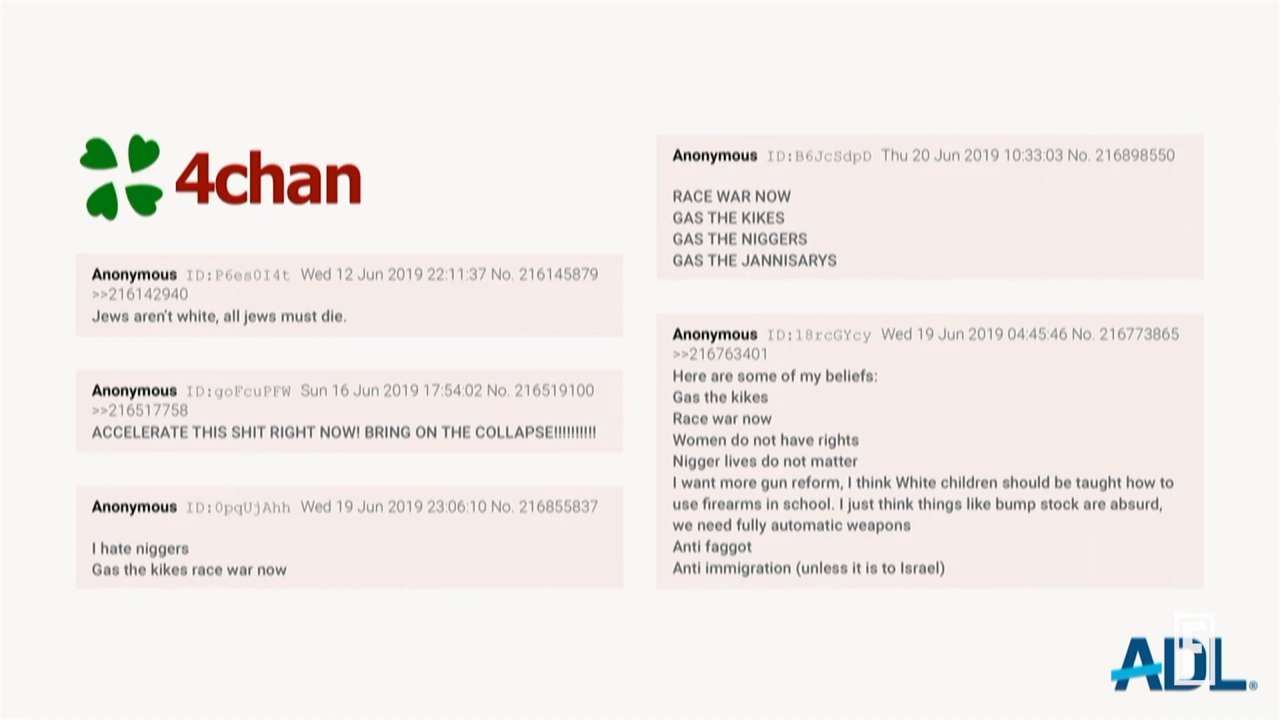 4chan
Anonymous ID:P6es0I4t Wed 12 Jun 2019 22:11:37 No. 216145879
>>216142940
Jews aren't white, all jews must die.
Anonymous ID:goFcuPFW Sun 16 Jun 2019 17:54:02 No. 216519100
>>216517758
ACCELERATE THIS SHIT RIGHT NOW! BRING ON THE COLLAPSE!!!!!!!!!!
Anonymous ID:0pqUjAhh Wed 19 Jun 2019 23:06:10 No. 216855837
I hate niggers
Gas the kikes race war now
Anonymous ID:B6JcSdpD Thu 20 Jun 2019 10:33:03 No. 216898550
RACE WAR NOW
GAS THE KIKES
GAS THE NIGGERS
GAS THE JANNISARYS
Anonymous ID:18rcGYcy Wed 19 Jun 2019 04:45:46 No. 216773865
>>216763401
Here are some of my beliefs:
Gas the kikes
Race war now
Women do not have rights
Nigger lives do not matter
I want more gun reform, I think White children should be taught how to
use firearms in school. I just think things like bump stock are absurd,
we need fully automatic weapons
Anti faggot
Anti immigration (unless it is to Israel)
ADL®